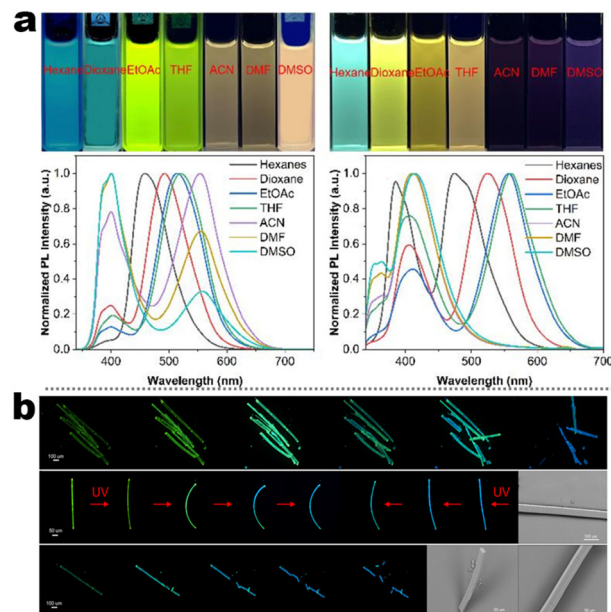 a
Hexane Dioxane EtOAc THF ACN DMF DMSO
Hexane Dioxane EtOAc THF ACN DMF DMSO
Normalized PL Intensity (a.u.)
1.0
0.8
0.6
0.4
0.2
0.0
Hexanes
Dioxane
EtOAc
THF
ACN
DMF
DMSO
400 500 600 700
Wavelength (nm)
Normalized PL Intensity (a.u.)
1.0
0.8
0.6
0.4
0.2
0.0
Hexanes
Dioxane
EtOAc
THF
ACN
DMF
DMSO
400 500 600 700
Wavelength (nm)
b
100 μm
UV
UV
50 μm
100 μm